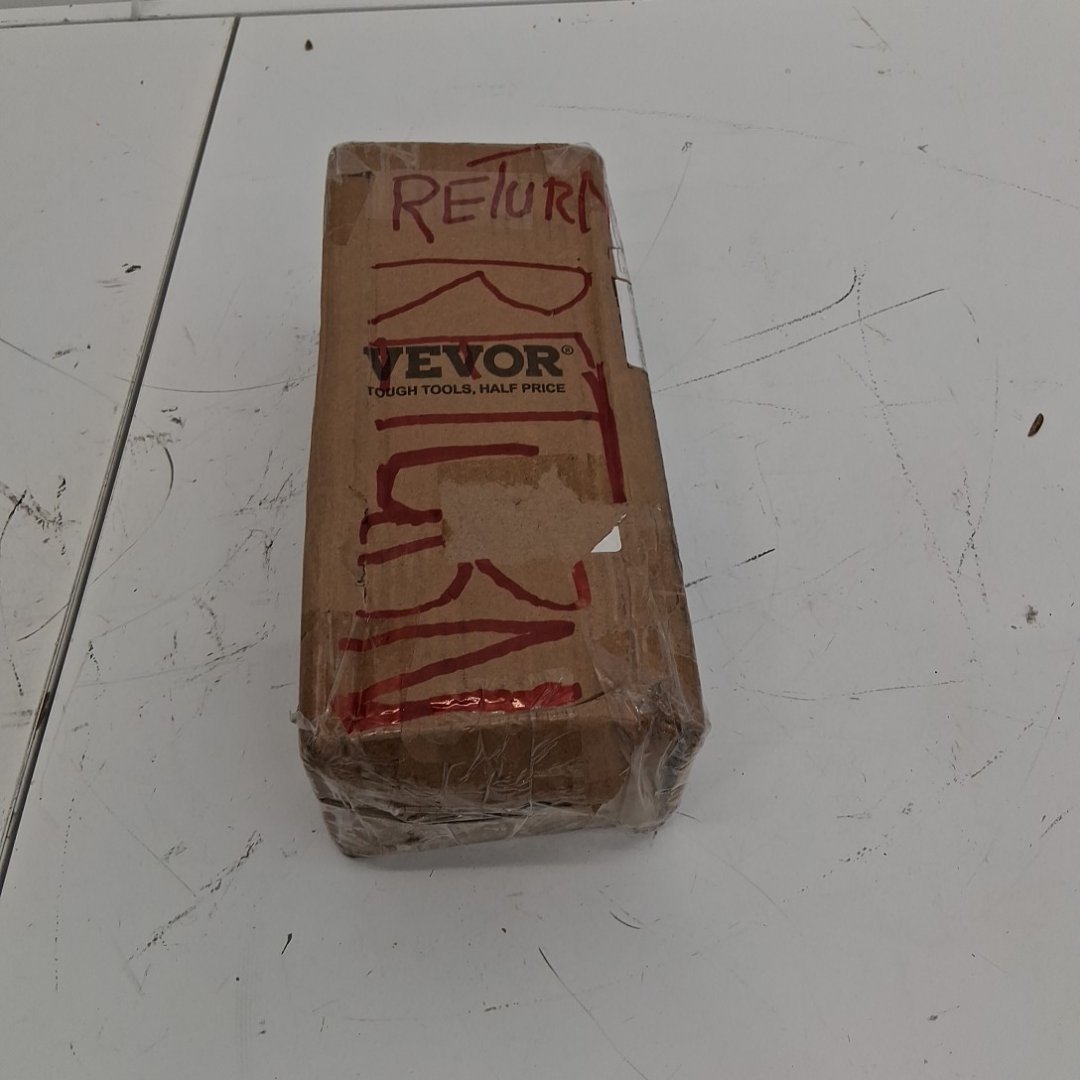 RETURN
RETURN
VEVOR®
TOUGH TOOLS, HALF PRICE